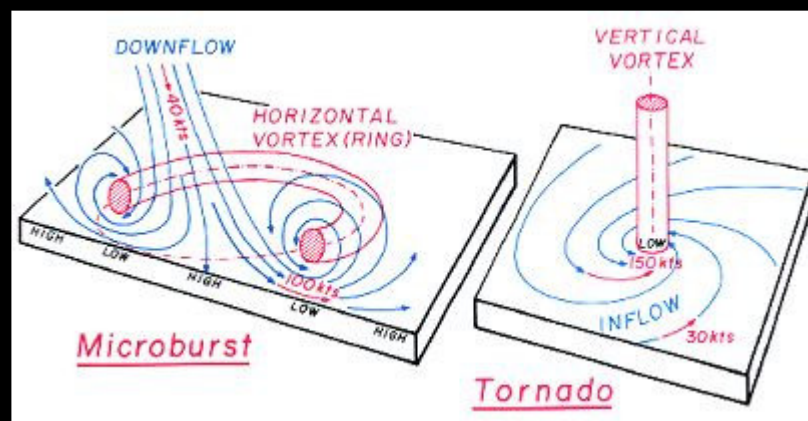 DOWNFLOW
40kts
HORIZONTAL
VORTEX(RING)
HIGH
LOW
HIGH
100kts
LOW
HIGH
Microburst
VERTICAL
VORTEX
LOW
150kts
INFLOW
30kts
Tornado